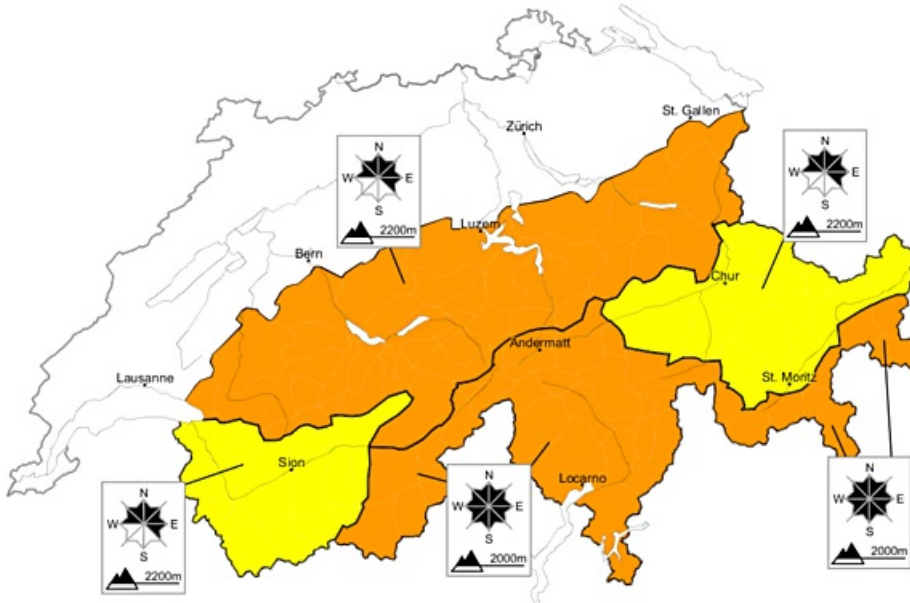 St. Gallen
Zürich
N
W E
S
2200m
N
W E
S
2200m
Luzern
Bern
Chur
Andermatt
Lausanne
St. Moritz
Sion
Locarno
N
W E
S
2200m
N
W E
S
2000m
N
W E
S
2000m